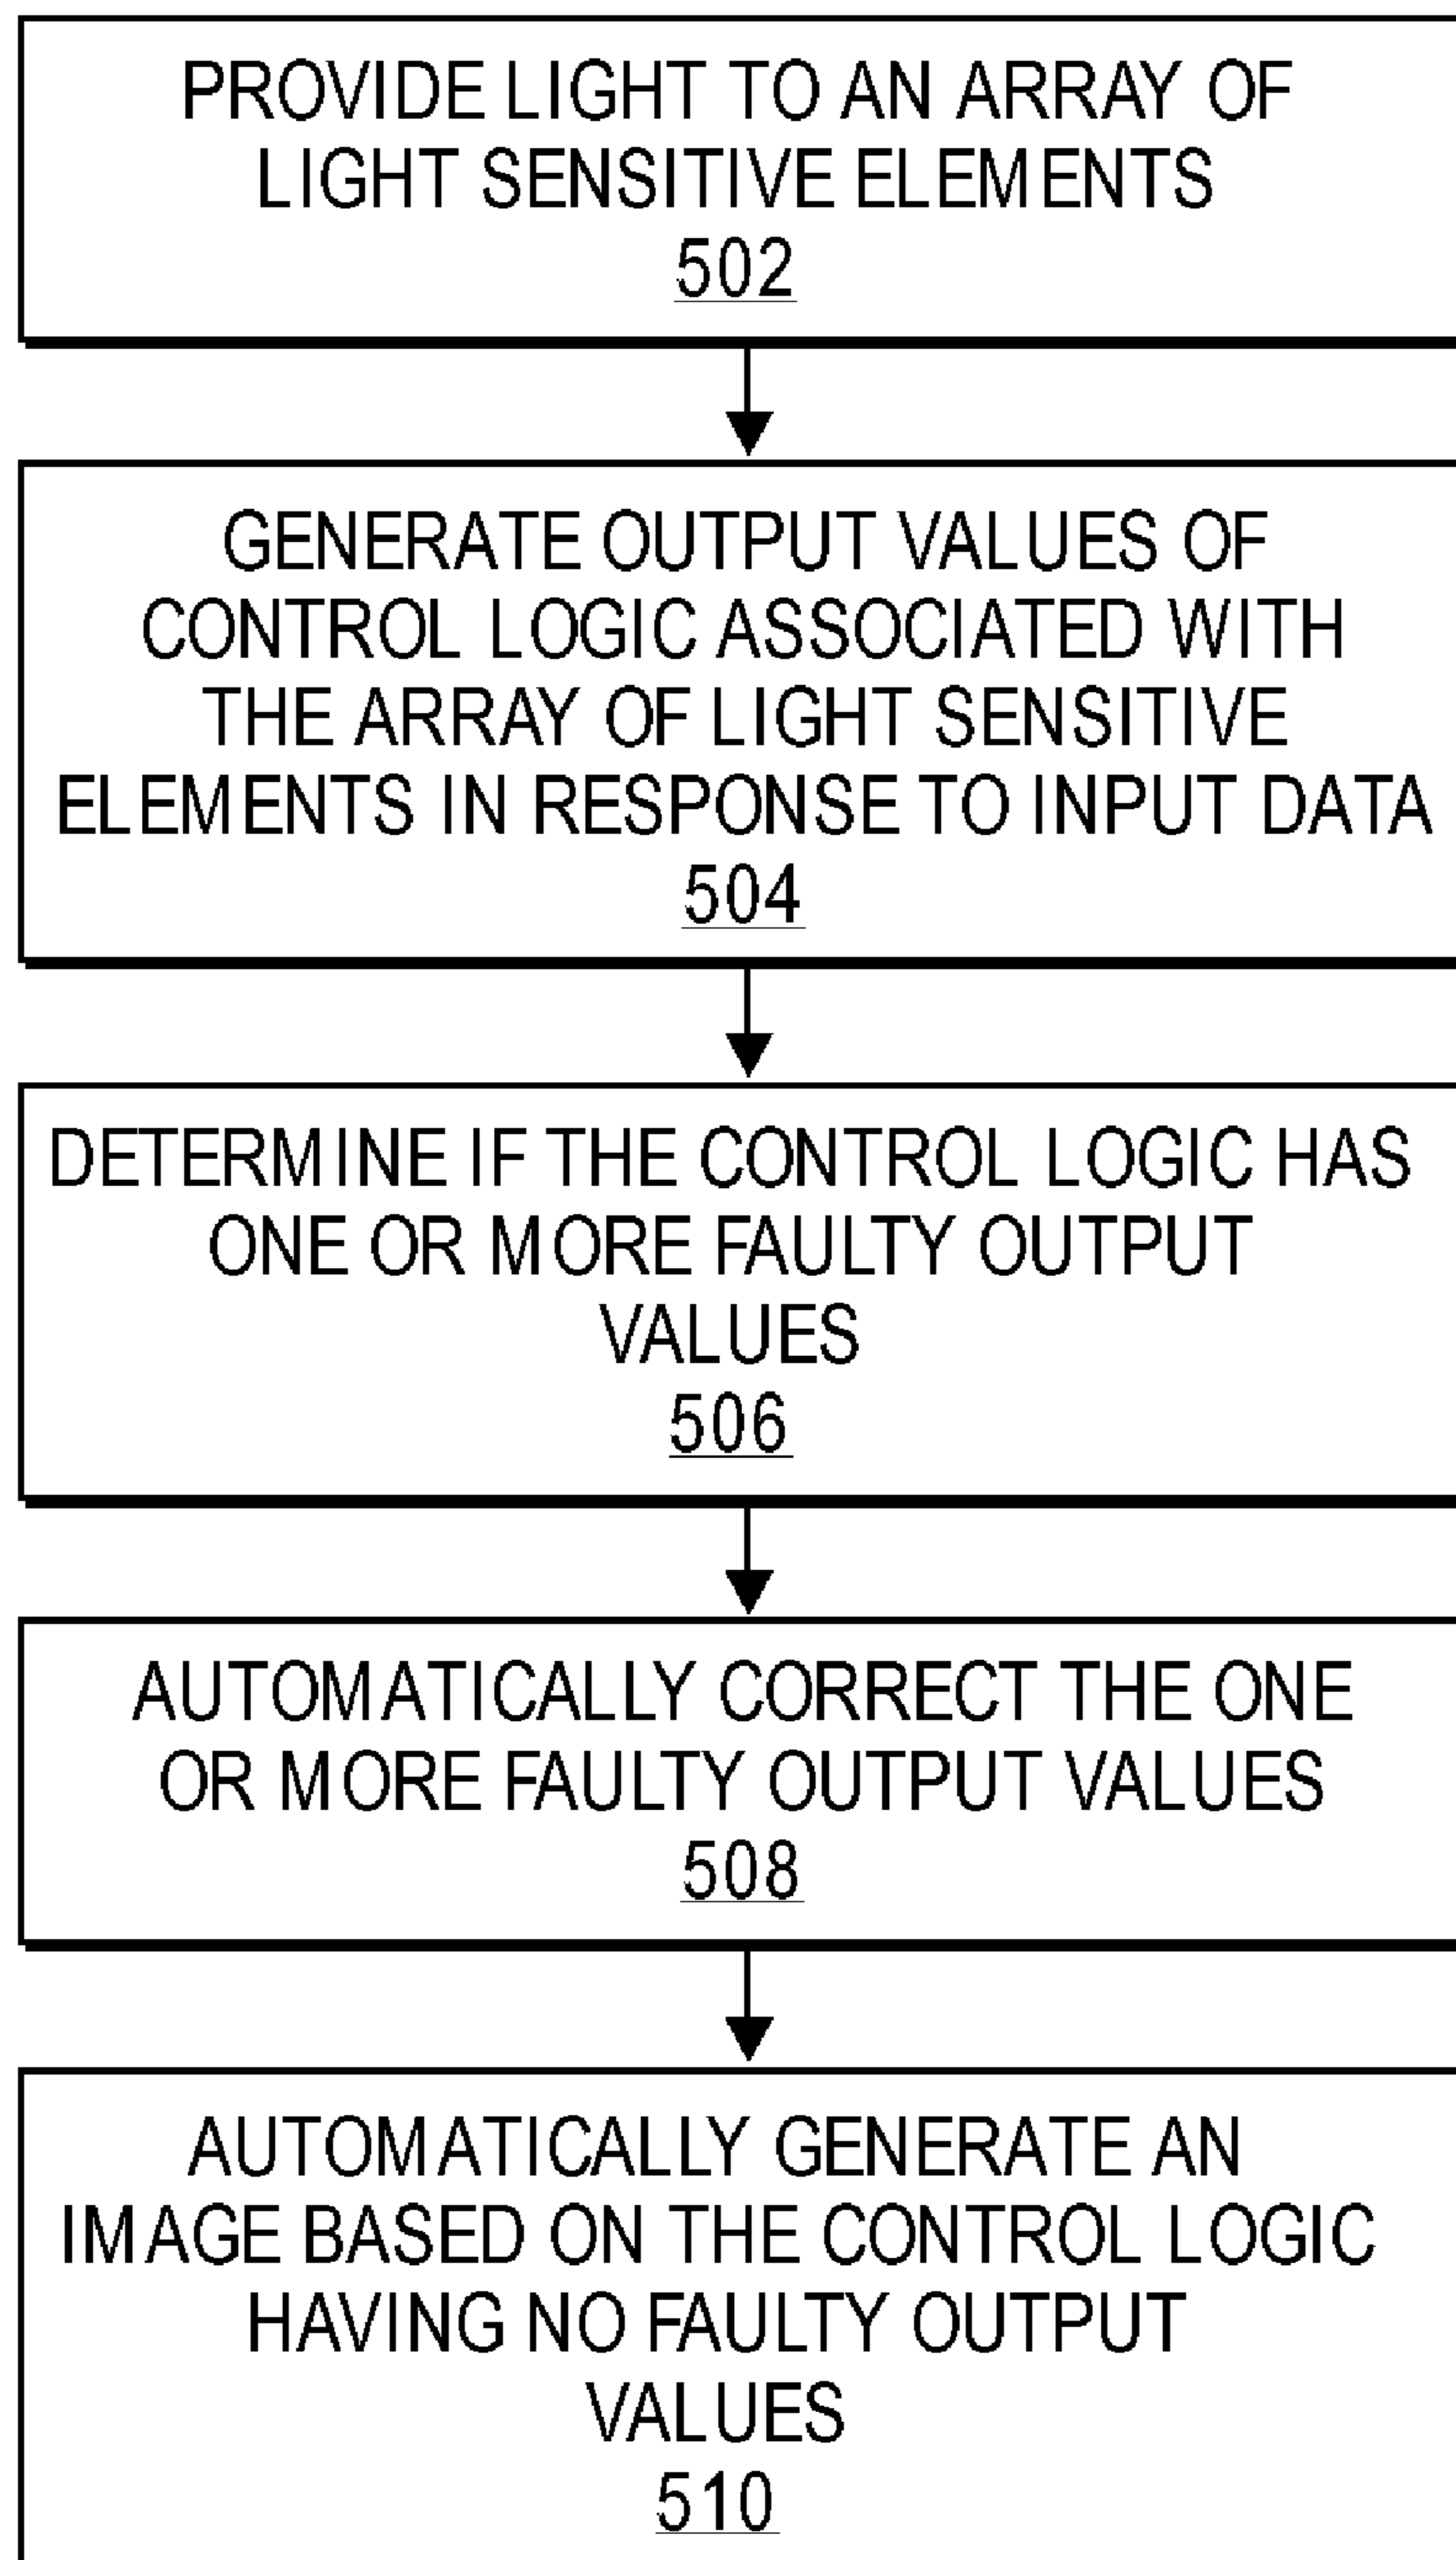 PROVIDE LIGHT TO AN ARRAY OF
LIGHT SENSITIVE ELEMENTS
502
GENERATE OUTPUT VALUES OF
CONTROL LOGIC ASSOCIATED WITH
THE ARRAY OF LIGHT SENSITIVE
ELEMENTS IN RESPONSE TO INPUT DATA
504
DETERMINE IF THE CONTROL LOGIC HAS
ONE OR MORE FAULTY OUTPUT
VALUES
506
AUTOMATICALLY CORRECT THE ONE
OR MORE FAULTY OUTPUT VALUES
508
AUTOMATICALLY GENERATE AN
IMAGE BASED ON THE CONTROL LOGIC
HAVING NO FAULTY OUTPUT
VALUES
510